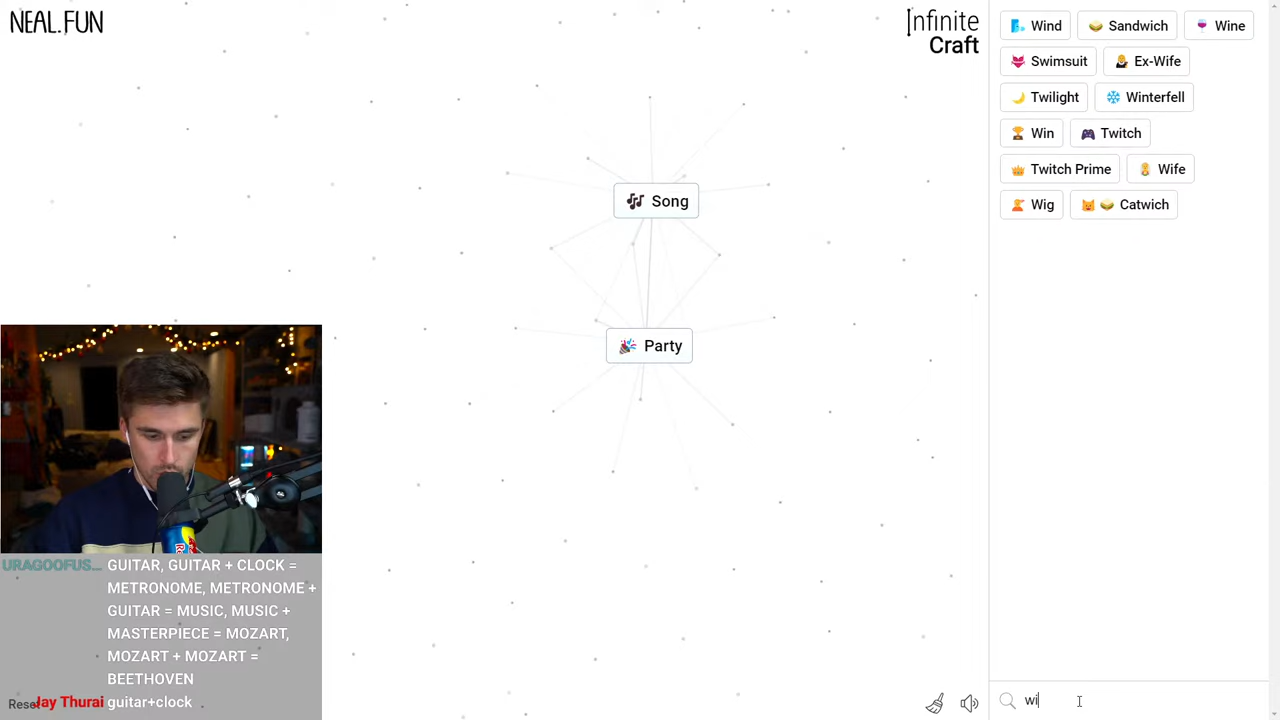 NEAL.FUN
Infinite
Craft
Wind
Sandwich
Wine
Swimsuit
Ex-Wife
Twilight
Winterfell
Win
Twitch
Twitch Prime
Wife
Wig
Catwich
Song
Party
URAGOOFUS...
GUITAR, GUITAR + CLOCK =
METRONOME, METRONOME +
GUITAR = MUSIC, MUSIC +
MASTERPIECE = MOZART,
MOZART + MOZART =
BEETHOVEN
Jay Thurai guitar+clock
wi